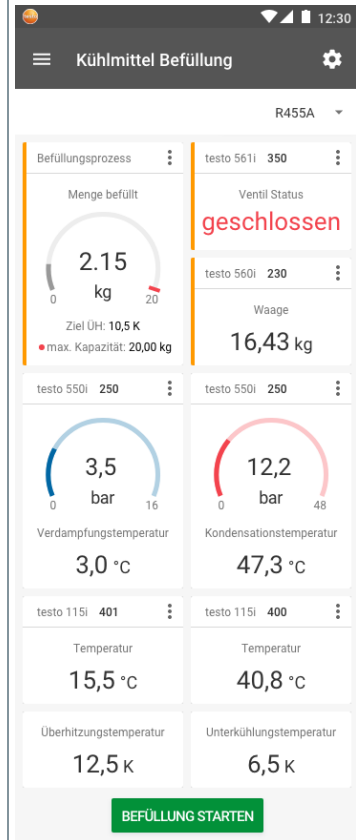 12:30
Kühlmittel Befüllung
R455A
Befüllungsprozess
Menge befüllt
2.15
kg
0 20
Ziel ÜH: 10,5 K
max. Kapazität: 20,00 kg
testo 561i 350
Ventil Status
geschlossen
testo 560i 230
Waage
16,43 kg
testo 550i 250
3,5
bar
0 16
Verdampfungstemperatur
3,0 °C
testo 550i 250
12,2
bar
0 48
Kondensationstemperatur
47,3 °C
testo 115i 401
Temperatur
15,5 °C
testo 115i 400
Temperatur
40,8 °C
Überhitzungstemperatur
12,5 K
Unterkühlungstemperatur
6,5 K
BEFÜLLUNG STARTEN